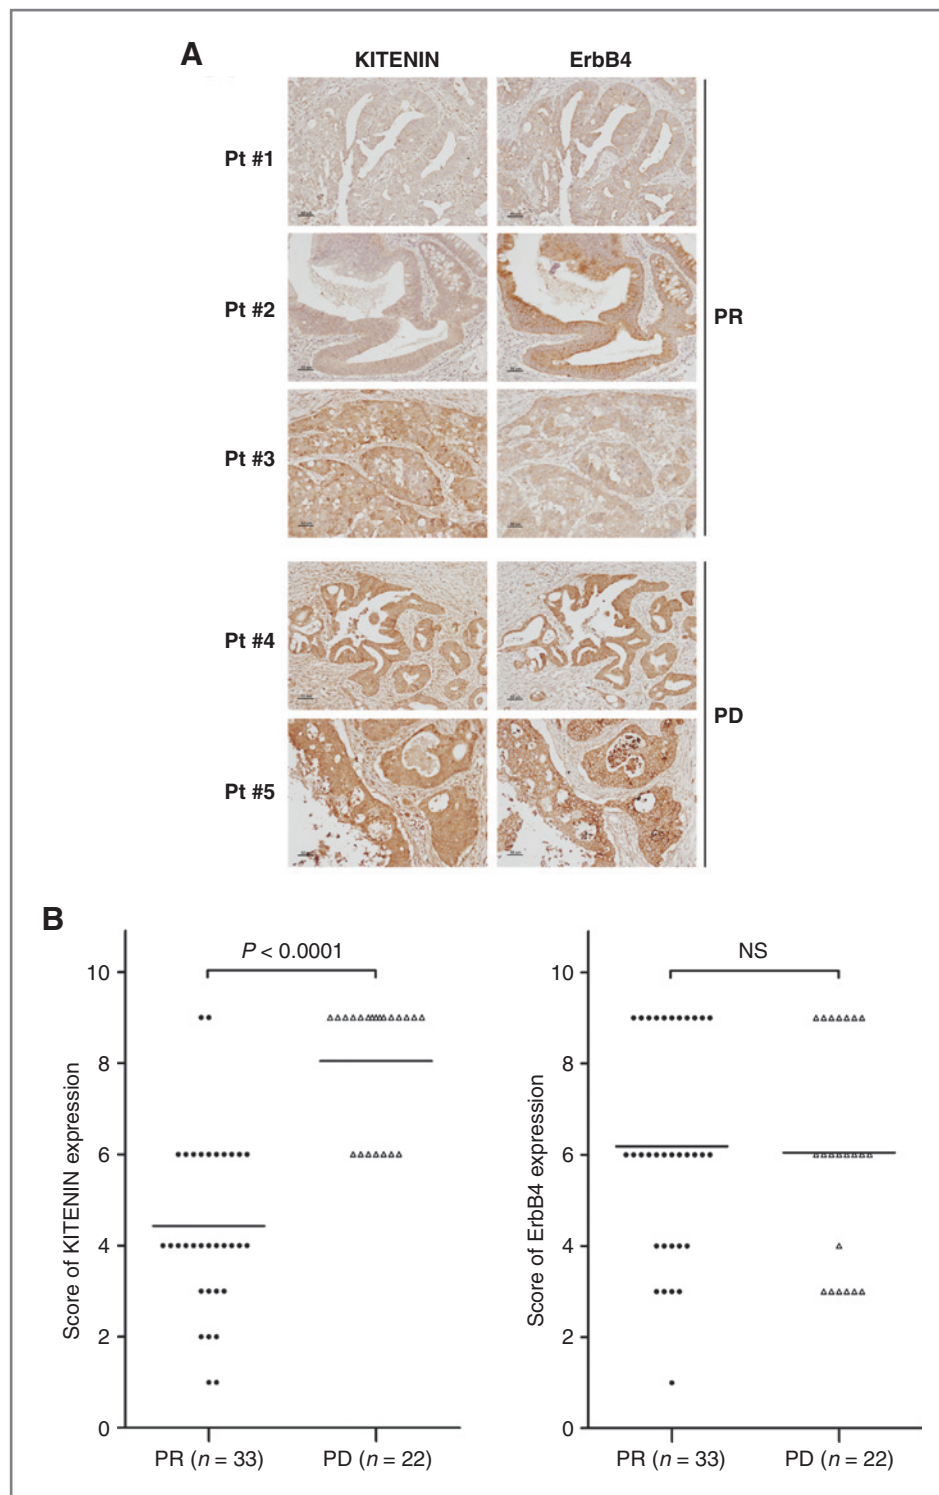 A
KITENIN ErbB4
Pt #1
Pt #2
PR
Pt #3
Pt #4
PD
Pt #5
B
P < 0.0001
10
8
6
4
2
0
Score of KITENIN expression
PR (n = 33) PD (n = 22)
NS
10
8
6
4
2
0
Score of ErbB4 expression
PR (n = 33) PD (n = 22)